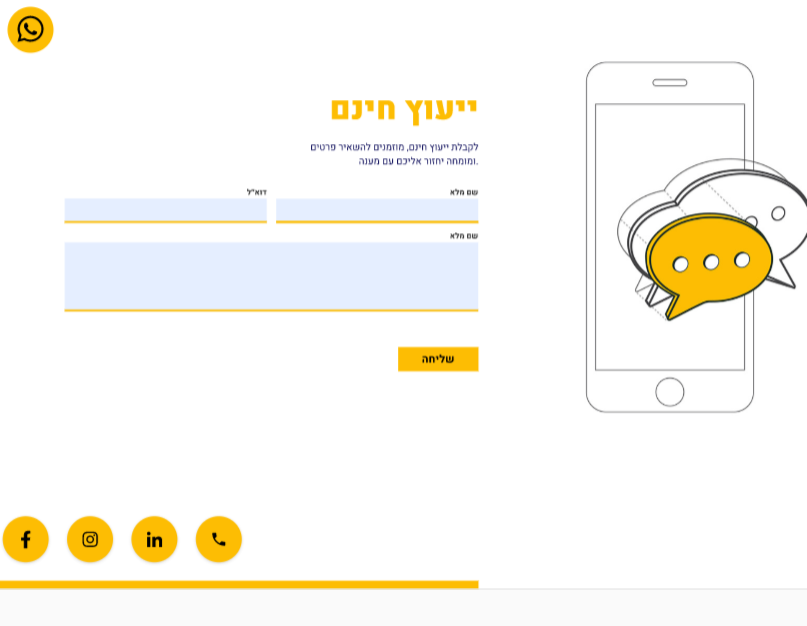 ייעוץ חינם
לקבלת ייעוץ חינם, מוזמנים להשאיר פרטים
.ומומחה יחזור אליכם עם מענה
שם מלא
דוא"ל
שם מלא
שליחה